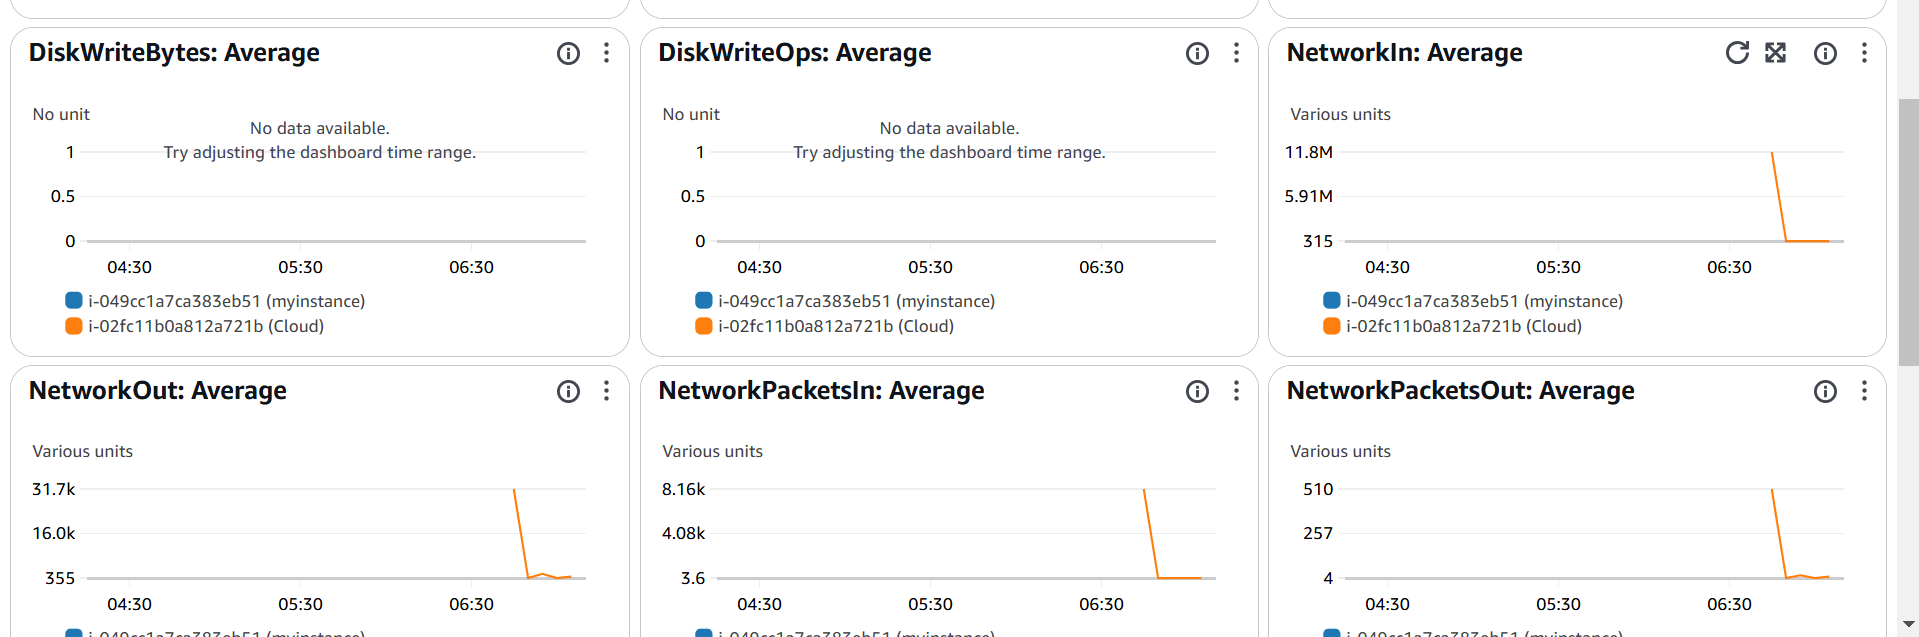 DiskWriteBytes: Average
No unit
No data available.
Try adjusting the dashboard time range.
1
0.5
0
04:30 05:30 06:30
i-049cc1a7ca383eb51 (myinstance)
i-02fc11b0a812a721b (Cloud)
DiskWriteOps: Average
No unit
No data available.
Try adjusting the dashboard time range.
1
0.5
0
04:30 05:30 06:30
i-049cc1a7ca383eb51 (myinstance)
i-02fc11b0a812a721b (Cloud)
NetworkIn: Average
Various units
11.8M
5.91M
315
04:30 05:30 06:30
i-049cc1a7ca383eb51 (myinstance)
i-02fc11b0a812a721b (Cloud)
NetworkOut: Average
Various units
31.7k
16.0k
355
04:30 05:30 06:30
i-049cc1a7ca383eb51 (myinstance)
NetworkPacketsIn: Average
Various units
8.16k
4.08k
3.6
04:30 05:30 06:30
i-049cc1a7ca383eb51 (myinstance)
NetworkPacketsOut: Average
Various units
510
257
4
04:30 05:30 06:30
i-049cc1a7ca383eb51 (myinstance)